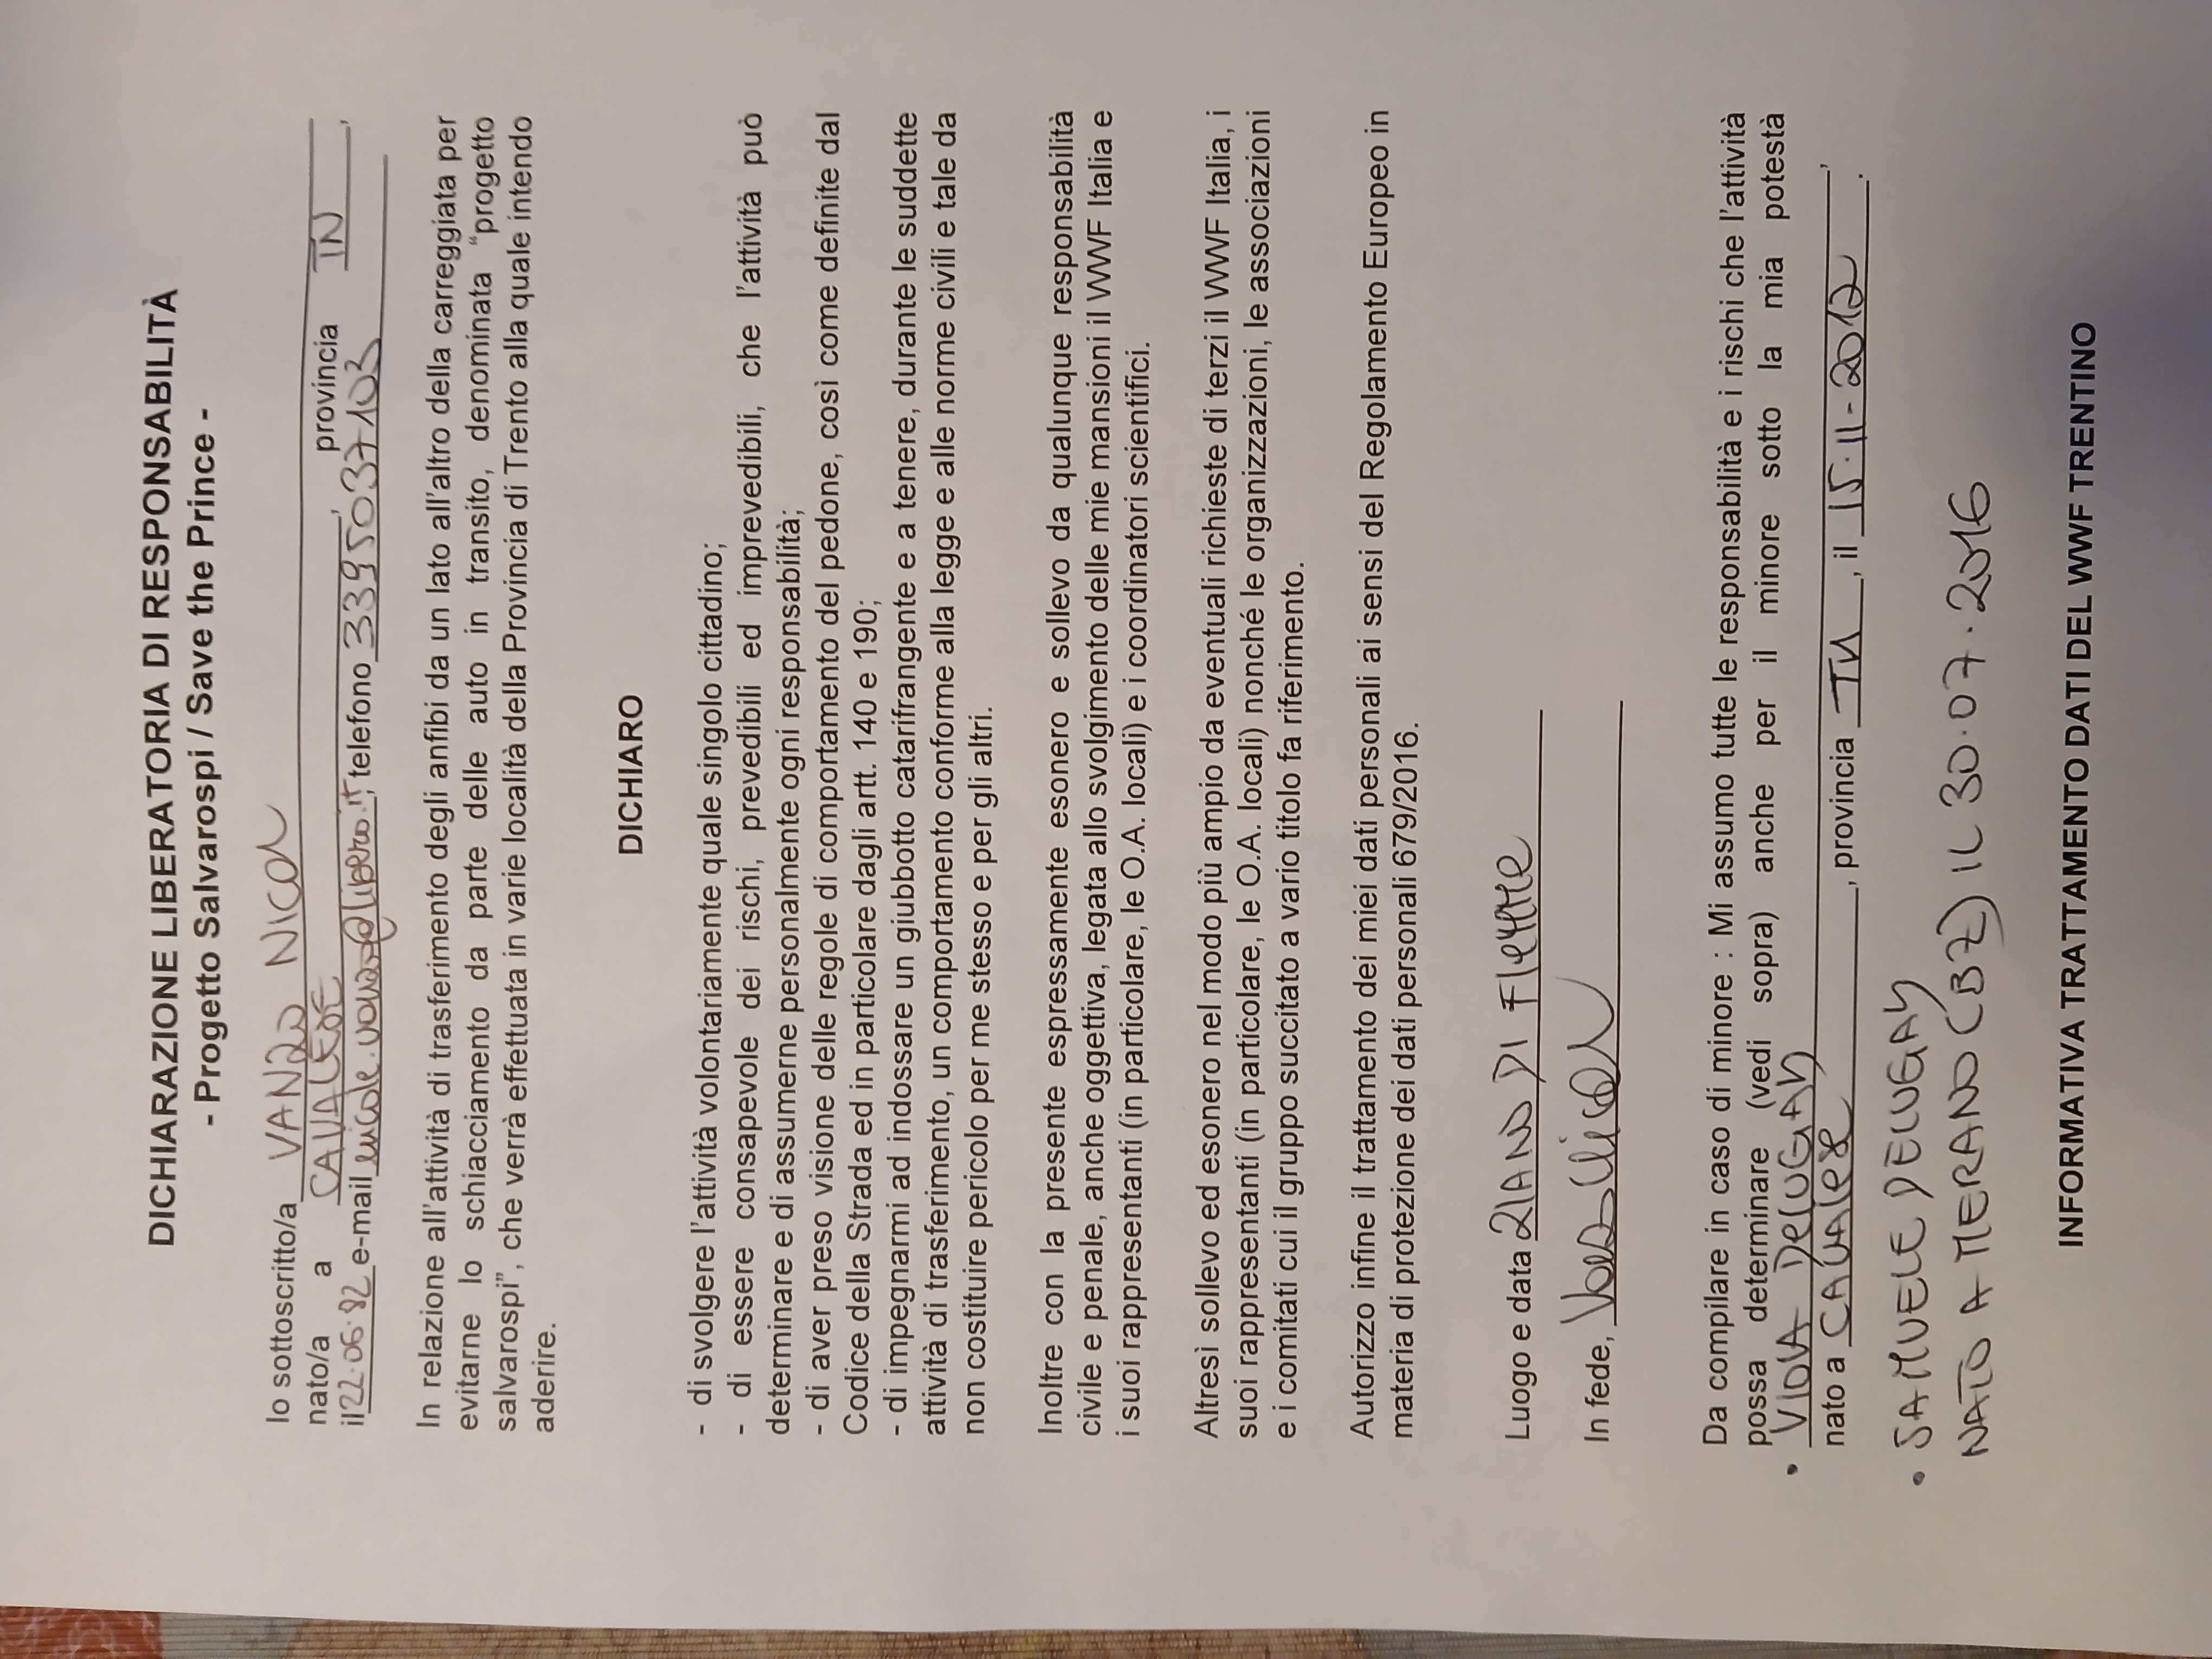 DICHIARAZIONE LIBERATORIA DI RESPONSABILITÀ
- Progetto Salvarospi / Save the Prince -
Io sottoscritto/a VANZO NICOL
nato/a a CAVALESE, provincia TN,
il 22.06.82 e-mail nicole.vanzo@libero.it, telefono 3395037103
In relazione all'attività di trasferimento degli anfibi da un lato all'altro della carreggiata per
evitarne lo schiacciamento da parte delle auto in transito, denominata “progetto
salvarospi”, che verrà effettuata in varie località della Provincia di Trento alla quale intendo
aderire.
DICHIARO
- di svolgere l'attività volontariamente quale singolo cittadino;
- di essere consapevole dei rischi, prevedibili ed imprevedibili, che l'attività può
determinare e di assumerne personalmente ogni responsabilità;
- di aver preso visione delle regole di comportamento del pedone, così come definite dal
Codice della Strada ed in particolare dagli artt. 140 e 190;
- di impegnarmi ad indossare un giubbotto catarifrangente e a tenere, durante le suddette
attività di trasferimento, un comportamento conforme alla legge e alle norme civili e tale da
non costituire pericolo per me stesso e per gli altri.
Inoltre con la presente espressamente esonero e sollevo da qualunque responsabilità
civile e penale, anche oggettiva, legata allo svolgimento delle mie mansioni il WWF Italia e
i suoi rappresentanti (in particolare, le O.A. locali) e i coordinatori scientifici.
Altresì sollevo ed esonero nel modo più ampio da eventuali richieste di terzi il WWF Italia, i
suoi rappresentanti (in particolare, le O.A. locali) nonché le organizzazioni, le associazioni
e i comitati cui il gruppo succitato a vario titolo fa riferimento.
Autorizzo infine il trattamento dei miei dati personali ai sensi del Regolamento Europeo in
materia di protezione dei dati personali 679/2016.
Luogo e data ZIANO DI FIEMME
In fede, Vanzo Nicol
Da compilare in caso di minore : Mi assumo tutte le responsabilità e i rischi che l'attività
possa determinare (vedi sopra) anche per il minore sotto la mia potestà
• VIOLA DELUGAN,
nato a CAVALESE, provincia TN, il 15.11-2012.
• SAMUELE DELUGAN
NATO A MERANO (BZ) IL 30.07.2016
INFORMATIVA TRATTAMENTO DATI DEL WWF TRENTINO